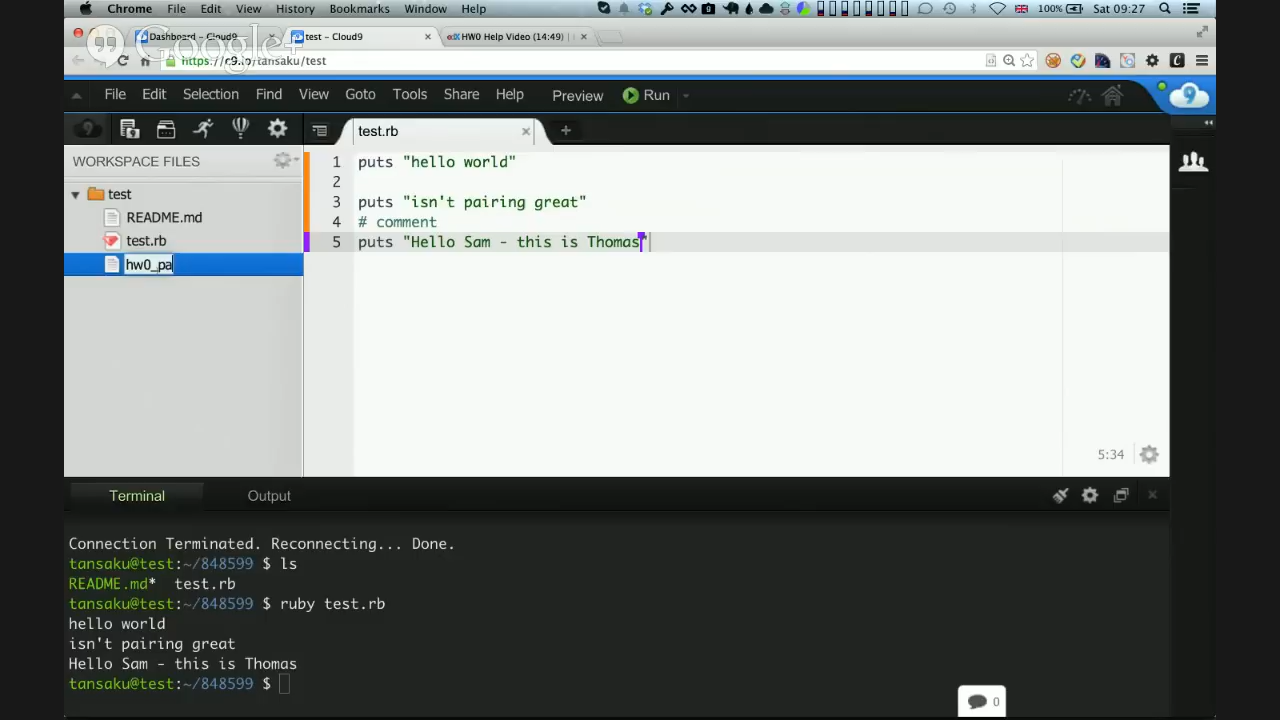 Chrome File Edit View History Bookmarks Window Help 100% Sat 09:27
Google+
Dashboard – Cloud9 test – Cloud9 HW0 Help Video (14:49) |
https://c9.io/tansaku/test
File Edit Selection Find View Goto Tools Share Help Preview Run
WORKSPACE FILES
test
README.md
test.rb
hw0_pa
test.rb
1 puts "hello world"
2
3 puts "isn't pairing great"
4 # comment
5 puts "Hello Sam - this is Thomas"
5:34
Terminal Output
Connection Terminated. Reconnecting... Done.
tansaku@test:~/848599 $ ls
README.md* test.rb
tansaku@test:~/848599 $ ruby test.rb
hello world
isn't pairing great
Hello Sam - this is Thomas
tansaku@test:~/848599 $
0